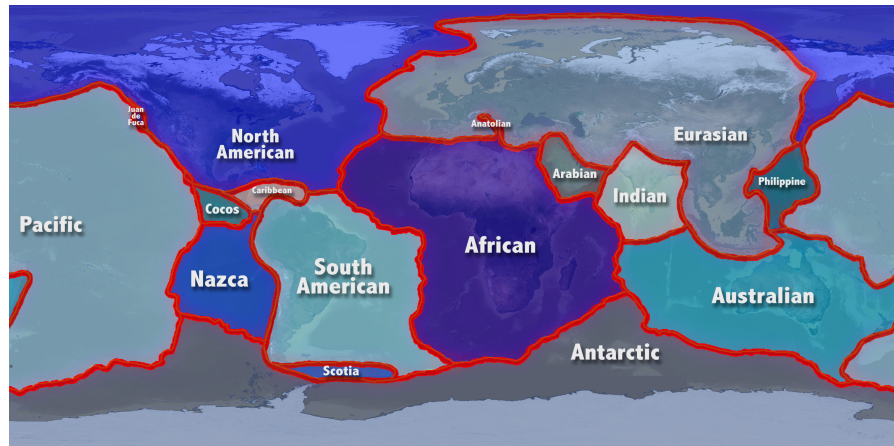 Juan
de
Fuca
North
American
Anatolian
Eurasian
Arabian
Caribbean
Indian
Philippine
Cocos
Pacific
African
Nazca
South
American
Australian
Antarctic
Scotia